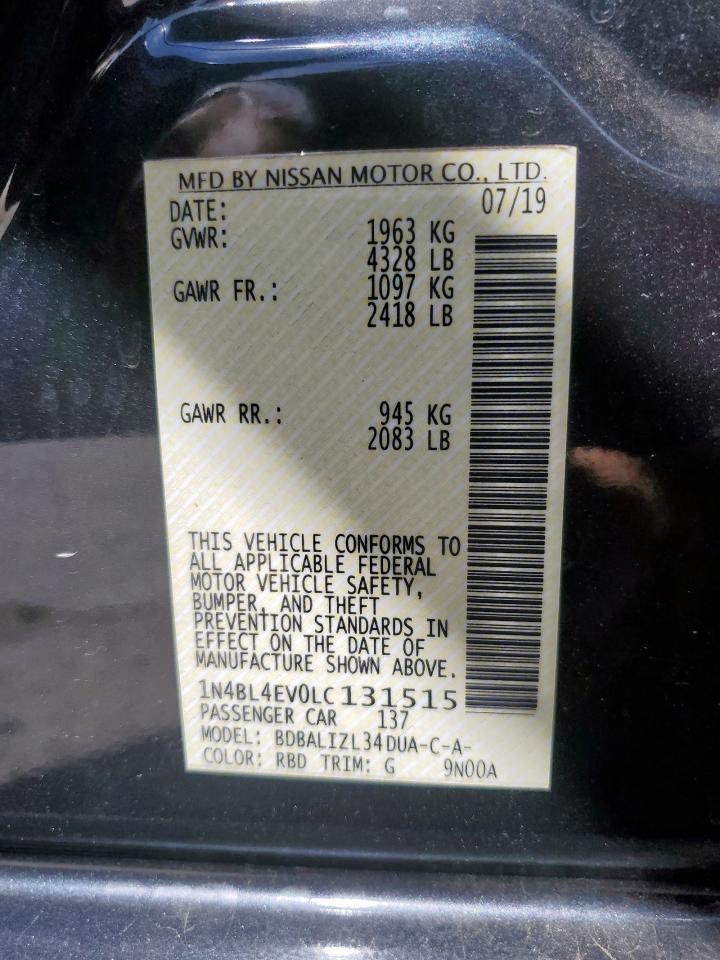 MFD BY NISSAN MOTOR CO., LTD.
DATE: 07/19
GVWR: 1963 KG
4328 LB
GAWR FR.: 1097 KG
2418 LB
GAWR RR.: 945 KG
2083 LB
THIS VEHICLE CONFORMS TO
ALL APPLICABLE FEDERAL
MOTOR VEHICLE SAFETY,
BUMPER, AND THEFT
PREVENTION STANDARDS IN
EFFECT ON THE DATE OF
MANUFACTURE SHOWN ABOVE.
1N4BL4EV0LC131515
PASSENGER CAR 137
MODEL: BDBALIZL34DUA-C-A-
COLOR: RBD TRIM: G 9N00A